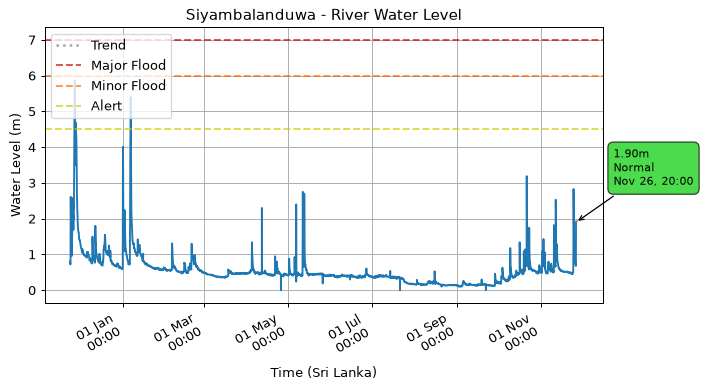 Siyambalanduwa - River Water Level
Water Level (m)
7
6
5
4
3
2
1
0
Trend
Major Flood
Minor Flood
Alert
1.90m
Normal
Nov 26, 20:00
01 Jan
00:00
01 Mar
00:00
01 May
00:00
01 Jul
00:00
01 Sep
00:00
01 Nov
00:00
Time (Sri Lanka)